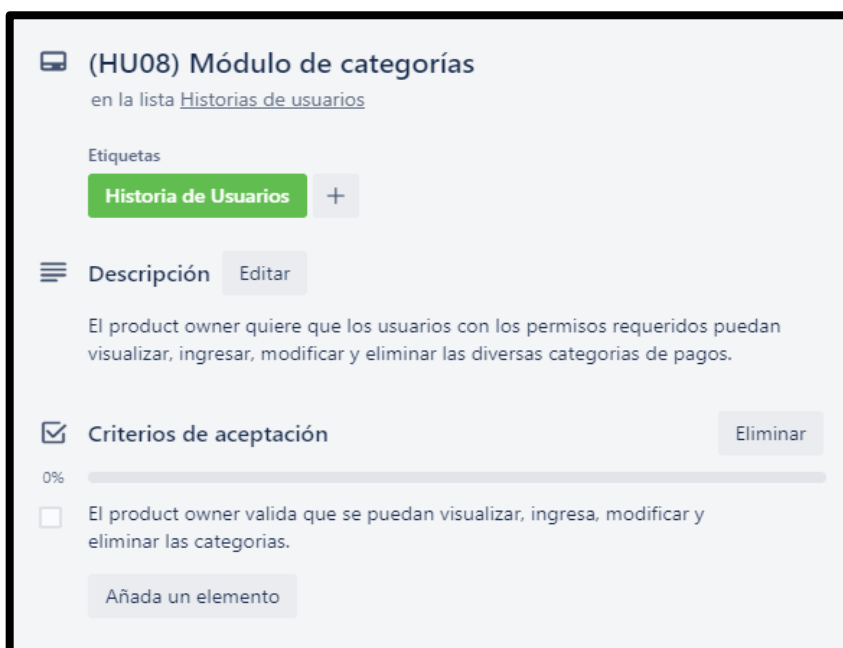 (HU08) Módulo de categorías
en la lista Historias de usuarios
Etiquetas
Historia de Usuarios +
Descripción Editar
El product owner quiere que los usuarios con los permisos requeridos puedan
visualizar, ingresar, modificar y eliminar las diversas categorias de pagos.
Criterios de aceptación Eliminar
0%
El product owner valida que se puedan visualizar, ingresa, modificar y
eliminar las categorias.
Añada un elemento